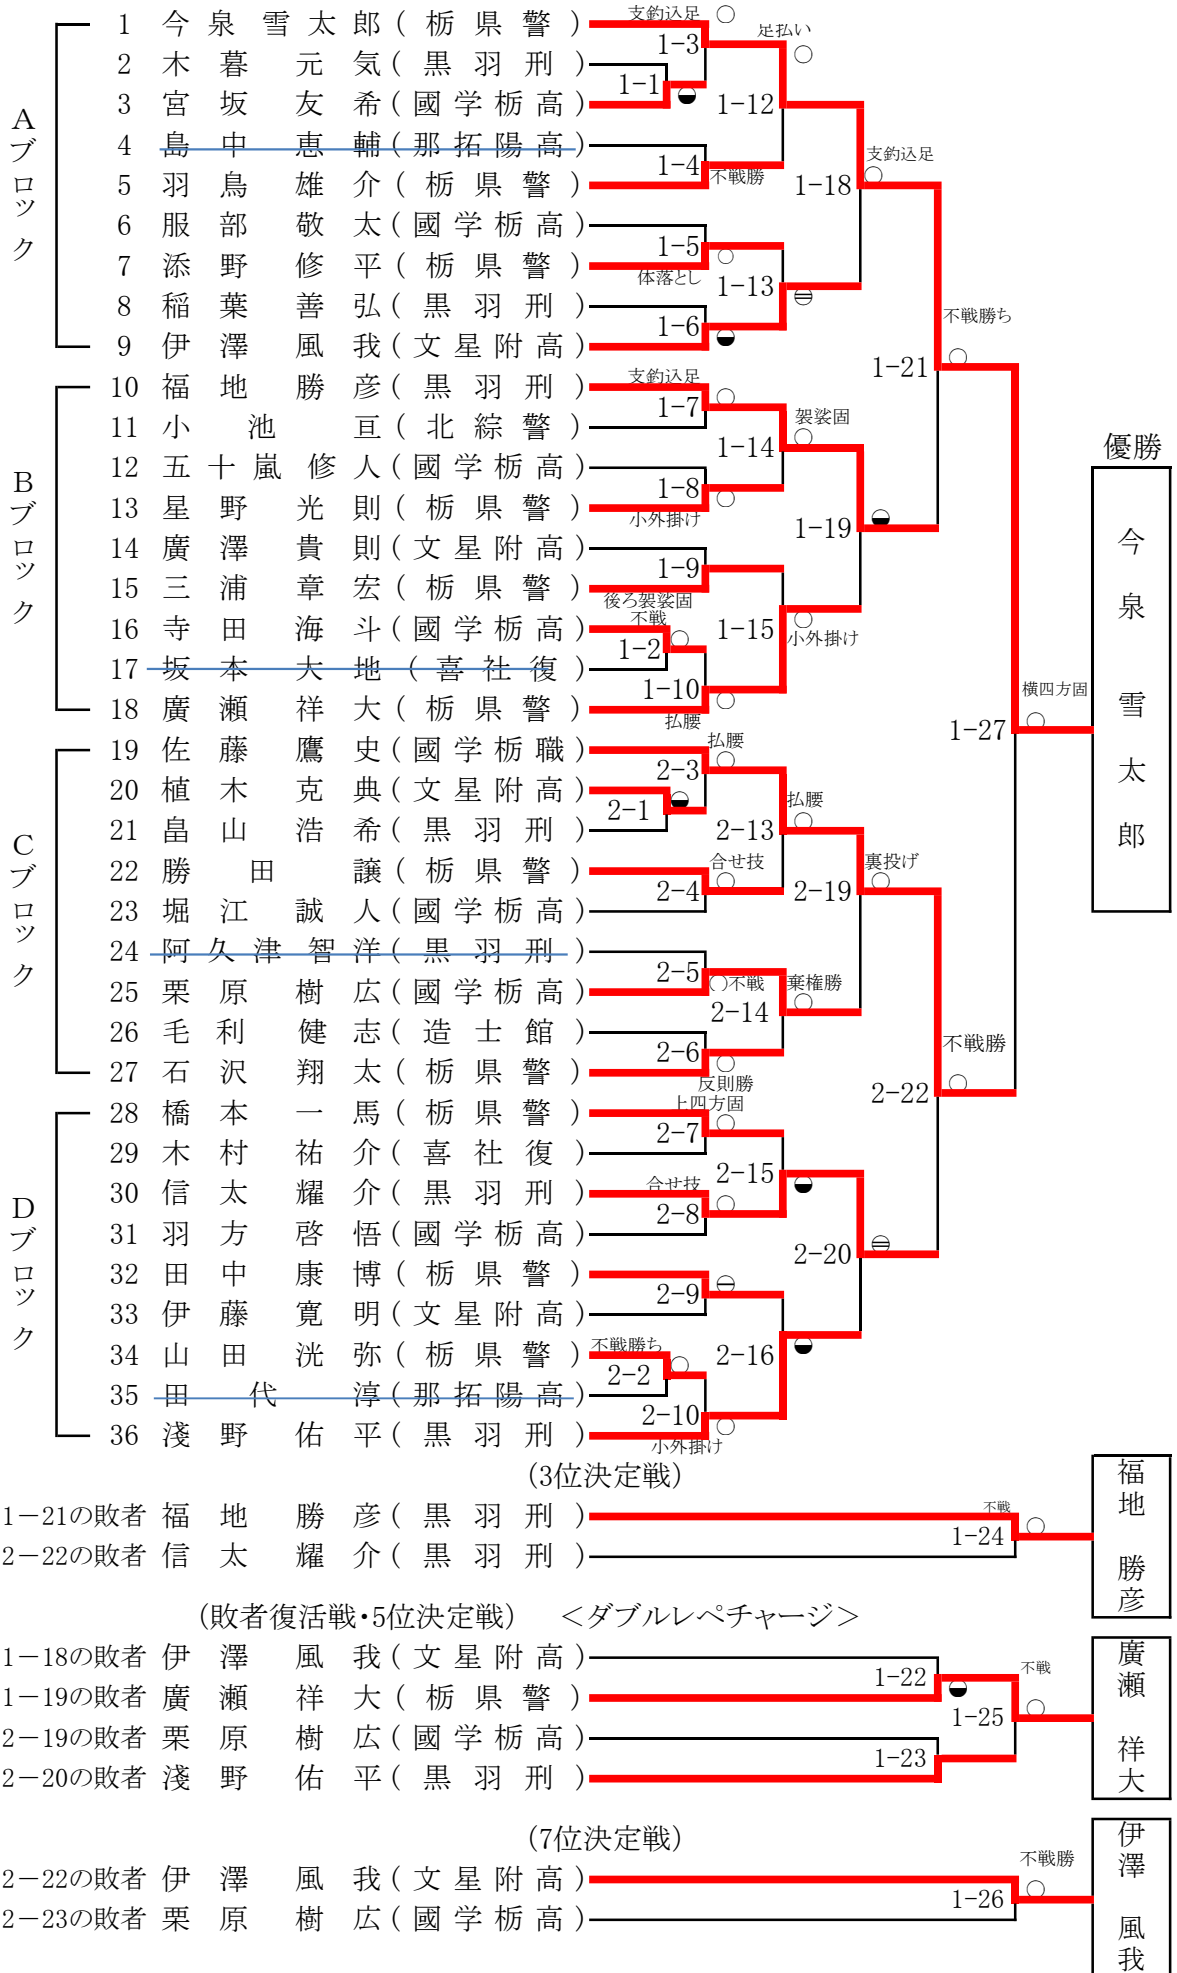 支釣込足 ○
1 今泉雪太郎(栃県警) 足払い
1-3 ○
2 木暮元気(黒羽刑)
1-1
3 宮坂友希(國学栃高) 1-12
Aブロック
4 島中恵輔(那拓陽高)
1-4 支釣込足
5 羽鳥雄介(栃県警) 不戦勝 1-18 ○
6 服部敬太(國学栃高)
1-5 ○
7 添野修平(栃県警)
体落とし 1-13
8 稲葉善弘(黒羽刑)
1-6 不戦勝ち
9 伊澤風我(文星附高) ○
1-21
支釣込足
10 福地勝彦(黒羽刑) ○
1-7 袈裟固
11 小池亘(北綜警) ○
1-14 優勝
12 五十嵐修人(國学栃高)
Bブロック
1-8 ○
13 星野光則(栃県警)
小外掛け 1-19
14 廣澤貴則(文星附高) 今泉雪太郎
1-9
15 三浦章宏(栃県警)
後ろ袈裟固
不戦 ○
16 寺田海斗(國学栃高) ○ 1-15 小外掛け
1-2
17 坂本大地(喜社復)
1-10 ○ 横四方固
18 廣瀬祥大(栃県警) ○
払腰 1-27
払腰
19 佐藤鷹史(國学栃職) ○
2-3
20 植木克典(文星附高) 払腰
2-1 ○
21 畠山浩希(黒羽刑) 2-13
Cブロック
合せ技 裏投げ
22 勝田譲(栃県警) ○ ○
2-4 2-19
23 堀江誠人(國学栃高)
24 阿久津智洋(黒羽刑)
2-5 ○不戦 棄権勝
25 栗原樹広(國学栃高) ○
2-14
26 毛利健志(造士館) 不戦勝
2-6 ○
27 石沢翔太(栃県警) ○
反則勝 2-22
上四方固
28 橋本一馬(栃県警) ○
2-7
29 木村祐介(喜社復)
2-15
合せ技
30 信太耀介(黒羽刑) ○
Dブロック
2-8
31 羽方啓悟(國学栃高)
2-20
32 田中康博(栃県警)
2-9
33 伊藤寛明(文星附高)
不戦勝ち
34 山田洸弥(栃県警) ○ 2-16
2-2
35 田代淳(那拓陽高)
2-10 ○
36 淺野佑平(黒羽刑)
小外掛け
(3位決定戦)
不戦 ○ 福地勝彦
1-21の敗者 福地勝彦(黒羽刑)
1-24
2-22の敗者 信太耀介(黒羽刑)
(敗者復活戦・5位決定戦) <ダブルレペチャージ>
1-18の敗者 伊澤風我(文星附高)
1-22 不戦
1-19の敗者 廣瀬祥大(栃県警) ○ 廣瀬祥大
1-25
2-19の敗者 栗原樹広(國学栃高)
1-23
2-20の敗者 淺野佑平(黒羽刑)
(7位決定戦)
不戦勝
2-22の敗者 伊澤風我(文星附高) ○ 伊澤風我
1-26
2-23の敗者 栗原樹広(國学栃高)